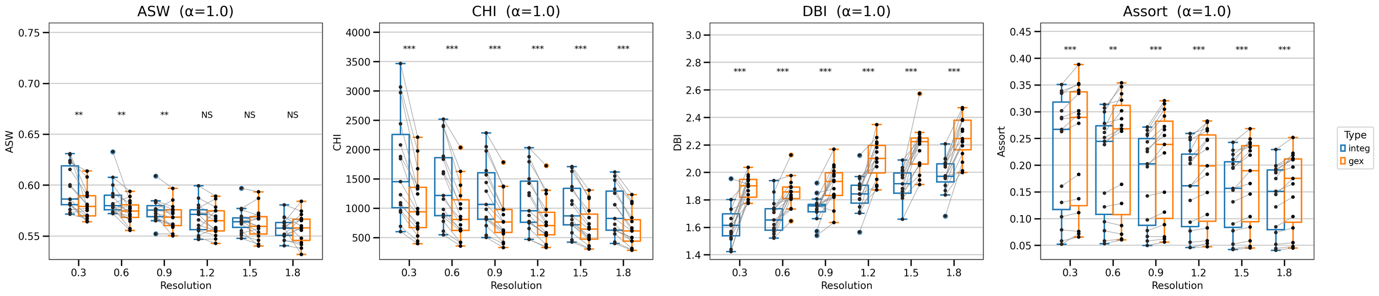 ASW (α=1.0)
ASW
0.75
0.70
0.65
0.60
0.55
** ** ** NS NS NS
0.3 0.6 0.9 1.2 1.5 1.8
Resolution
CHI (α=1.0)
CHI
4000
3500
3000
2500
2000
1500
1000
500
*** *** *** *** *** ***
0.3 0.6 0.9 1.2 1.5 1.8
Resolution
DBI (α=1.0)
DBI
3.0
2.8
2.6
2.4
2.2
2.0
1.8
1.6
1.4
*** *** *** *** *** ***
0.3 0.6 0.9 1.2 1.5 1.8
Resolution
Assort (α=1.0)
Assort
0.45
0.40
0.35
0.30
0.25
0.20
0.15
0.10
0.05
*** ** *** *** *** ***
0.3 0.6 0.9 1.2 1.5 1.8
Resolution
Type
integ
gex